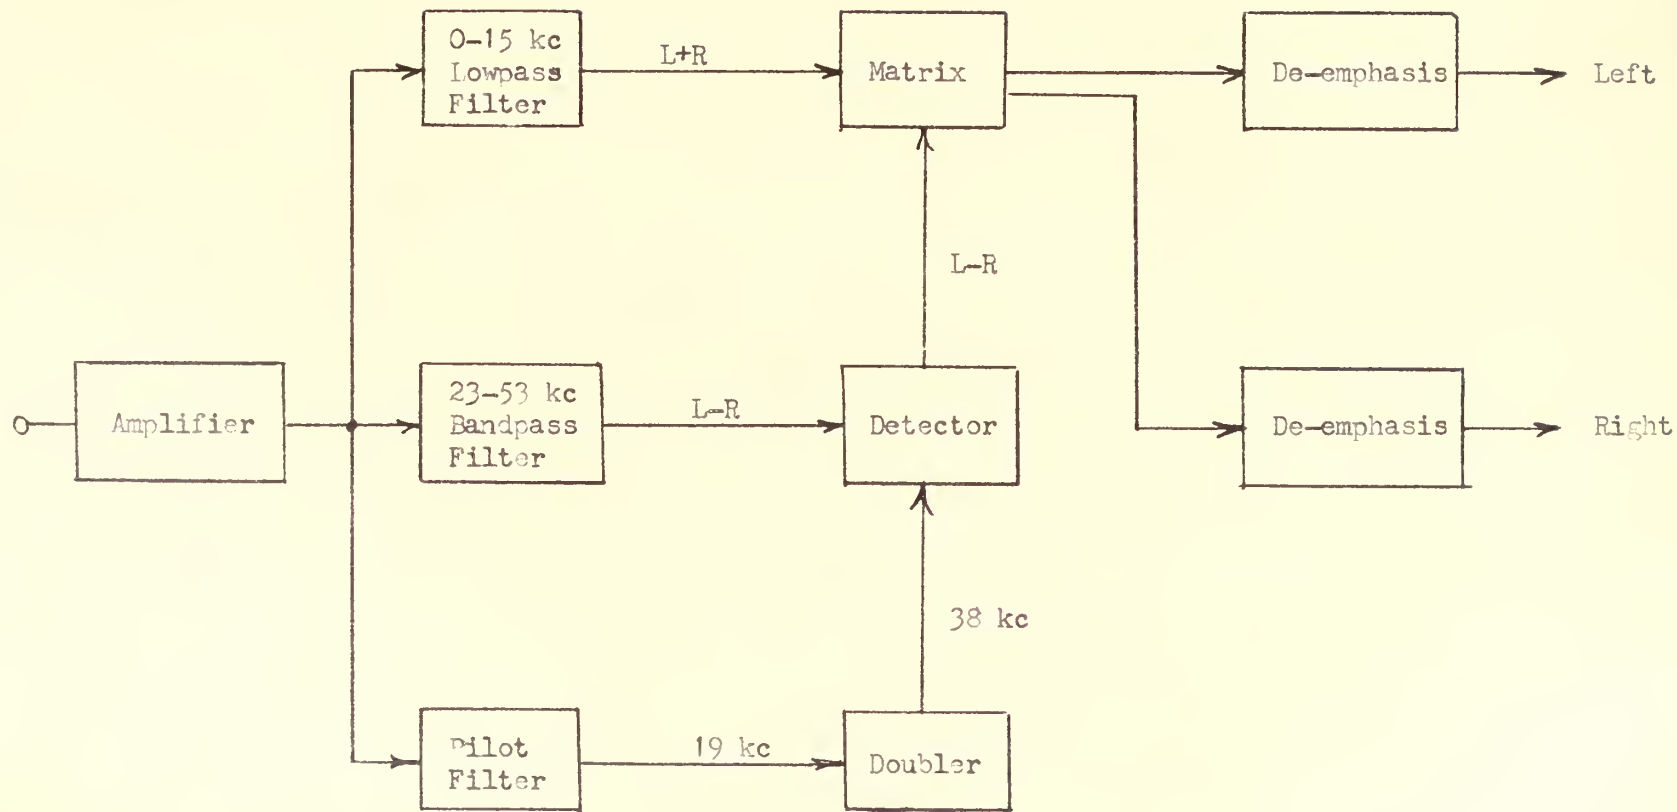 0-15 kc
Lowpass
Filter
L+R
Matrix
De-emphasis
Left
L-R
Amplifier
23-53 kc
Bandpass
Filter
L-R
Detector
De-emphasis
Right
38 kc
Pilot
Filter
19 kc
Doubler